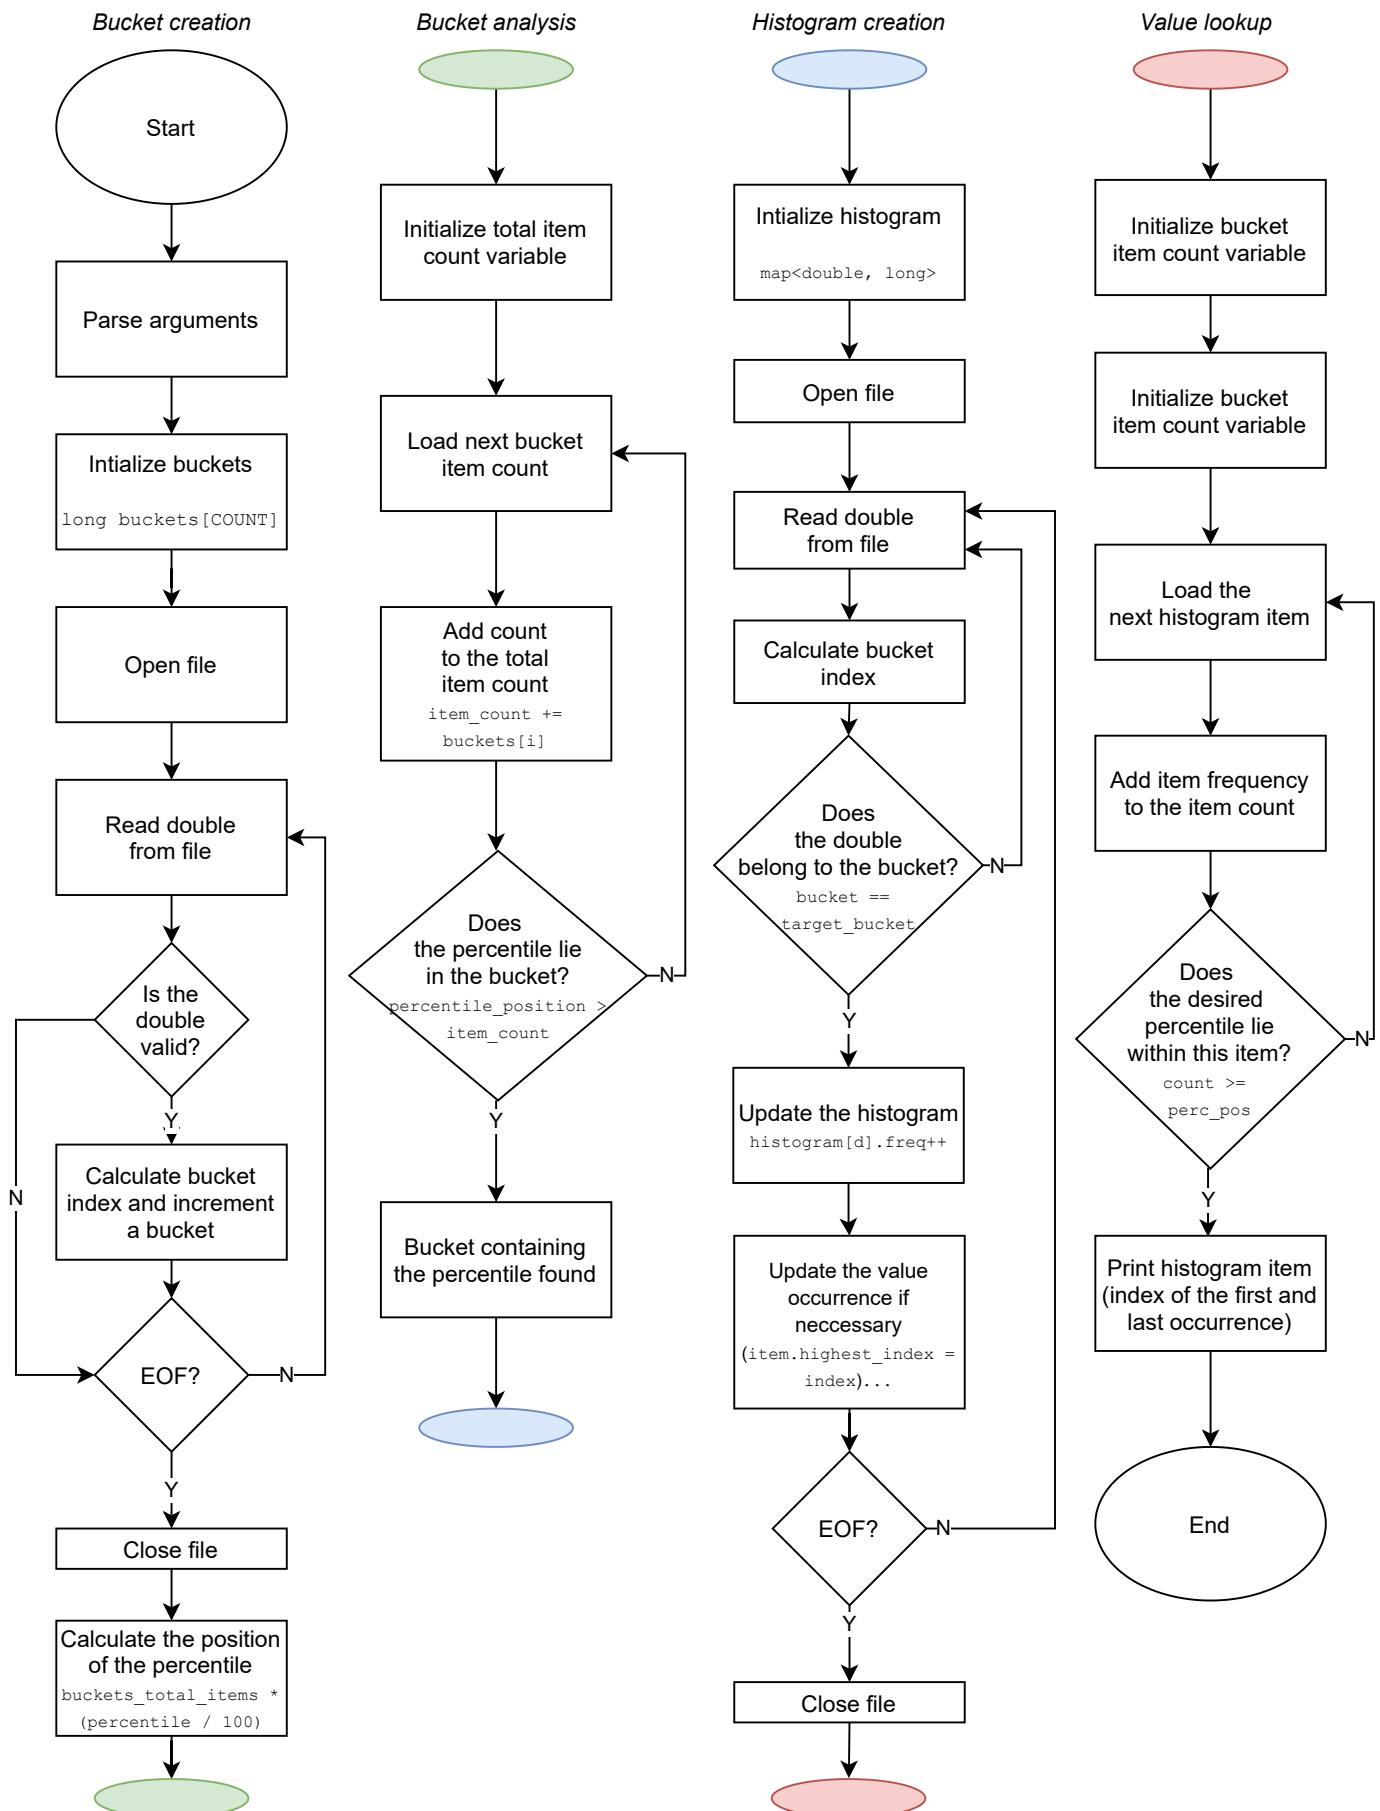 Bucket creation
Start
Parse arguments
Intialize buckets
long buckets[COUNT]
Open file
Read double
from file
Is the
double
valid?
Y
N
Calculate bucket
index and increment
a bucket
EOF?
N
Y
Close file
Calculate the position
of the percentile
buckets_total_items *
(percentile / 100)
Bucket analysis
Initialize total item
count variable
Load next bucket
item count
Add count
to the total
item count
item_count +=
buckets[i]
Does
the percentile lie
in the bucket?
percentile_position >
item_count
N
Y
Bucket containing
the percentile found
Histogram creation
Intialize histogram
map<double, long>
Open file
Read double
from file
Calculate bucket
index
Does
the double
belong to the bucket?
bucket ==
target_bucket
N
Y
Update the histogram
histogram[d].freq++
Update the value
occurrence if
neccessary
(item.highest_index =
index)...
EOF?
N
Y
Close file
Value lookup
Initialize bucket
item count variable
Initialize bucket
item count variable
Load the
next histogram item
Add item frequency
to the item count
Does
the desired
percentile lie
within this item?
count >=
perc_pos
N
Y
Print histogram item
(index of the first and
last occurrence)
End